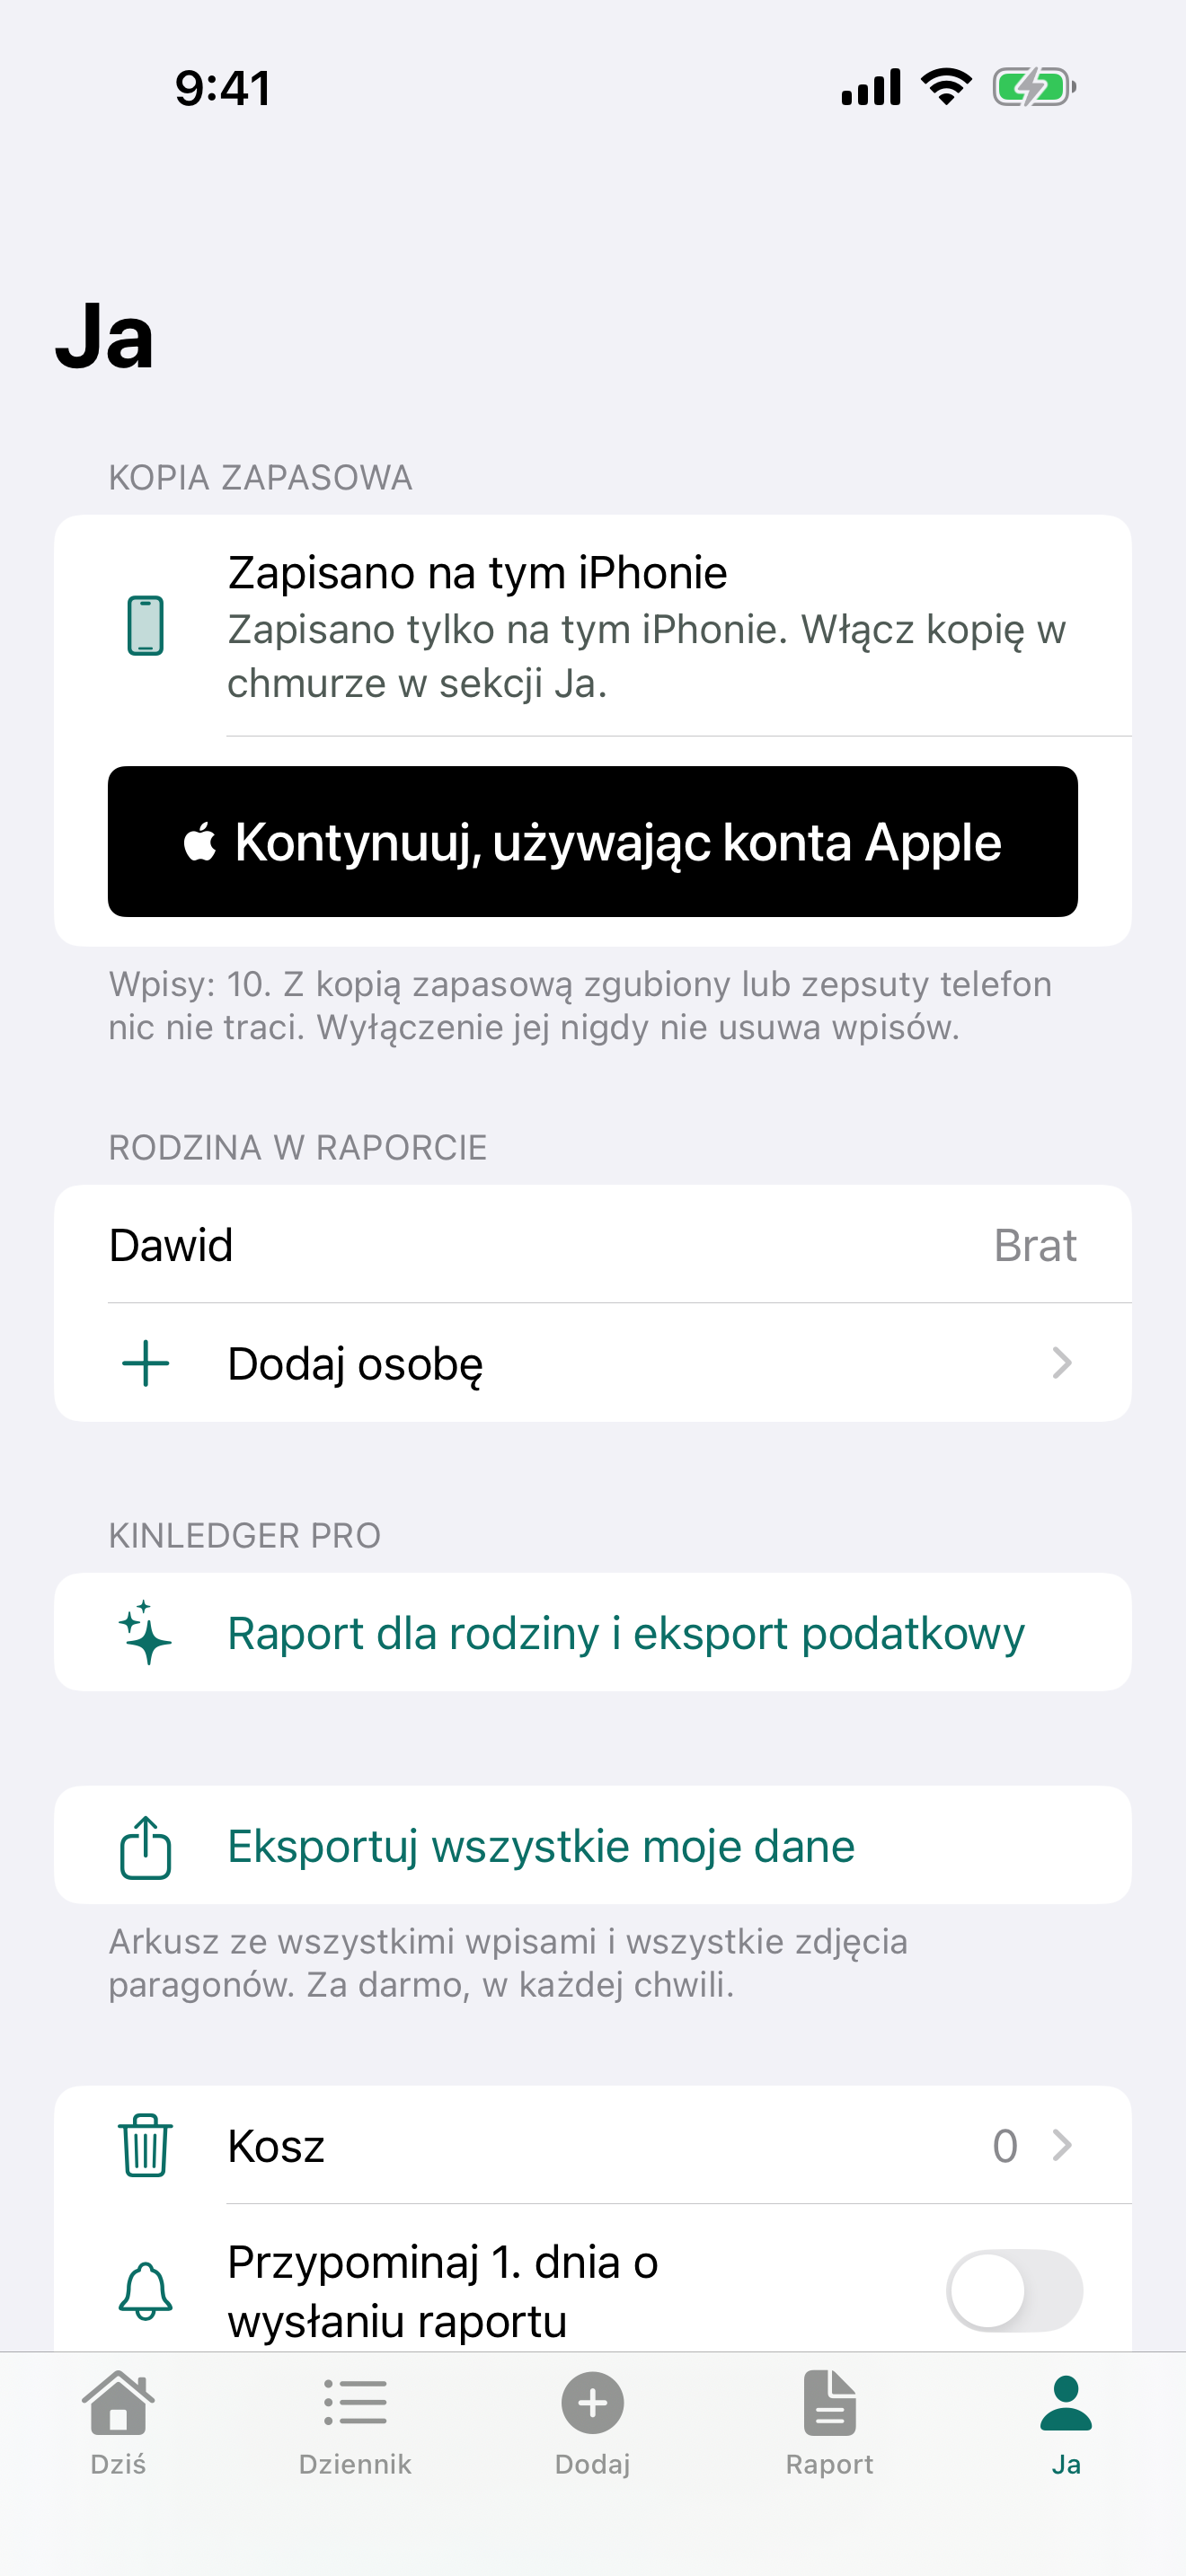 9:41
Ja
KOPIA ZAPASOWA
Zapisano na tym iPhonie
Zapisano tylko na tym iPhonie. Włącz kopię w
chmurze w sekcji Ja.
Kontynuuj, używając konta Apple
Wpisy: 10. Z kopią zapasową zgubiony lub zepsuty telefon
nic nie traci. Wyłączenie jej nigdy nie usuwa wpisów.
RODZINA W RAPORCIE
Dawid Brat
Dodaj osobę
KINLEDGER PRO
Raport dla rodziny i eksport podatkowy
Eksportuj wszystkie moje dane
Arkusz ze wszystkimi wpisami i wszystkie zdjęcia
paragonów. Za darmo, w każdej chwili.
Kosz 0
Przypominaj 1. dnia o
wysłaniu raportu
Dziś Dziennik Dodaj Raport Ja